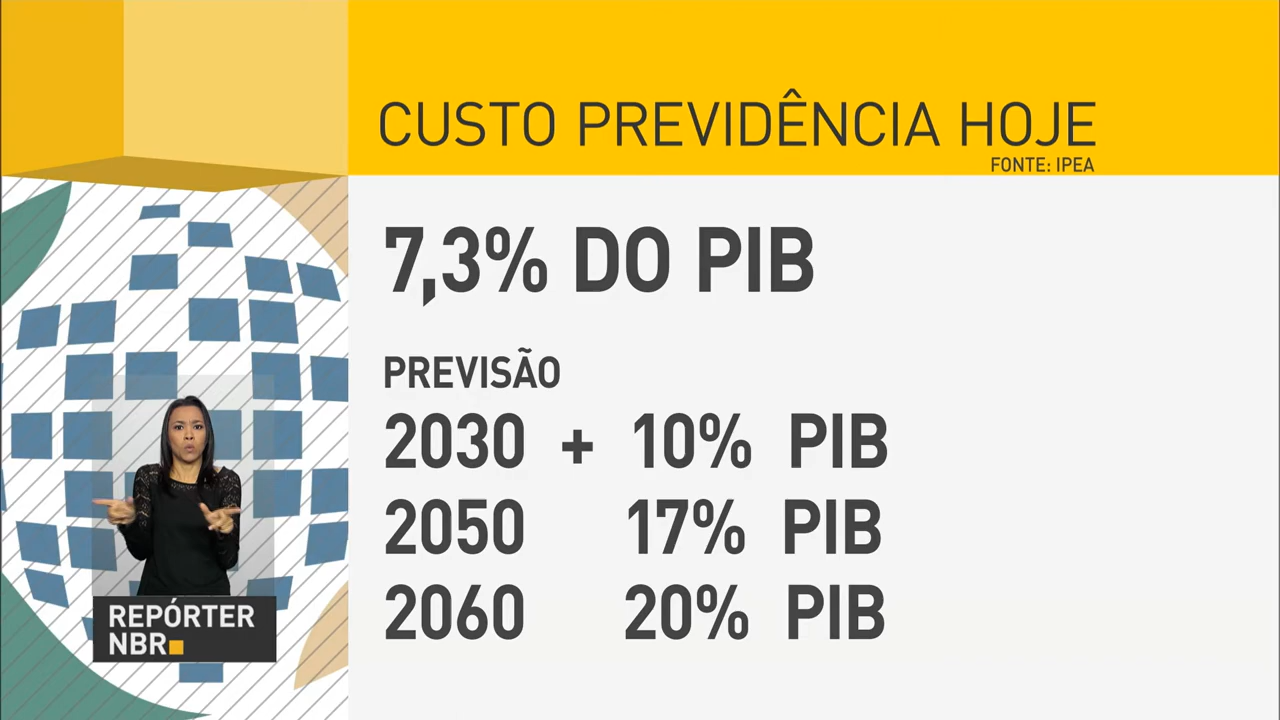 CUSTO PREVIDÊNCIA HOJE
FONTE: IPEA
7,3% DO PIB
PREVISÃO
2030 + 10% PIB
2050 17% PIB
2060 20% PIB
REPÓRTER
NBR